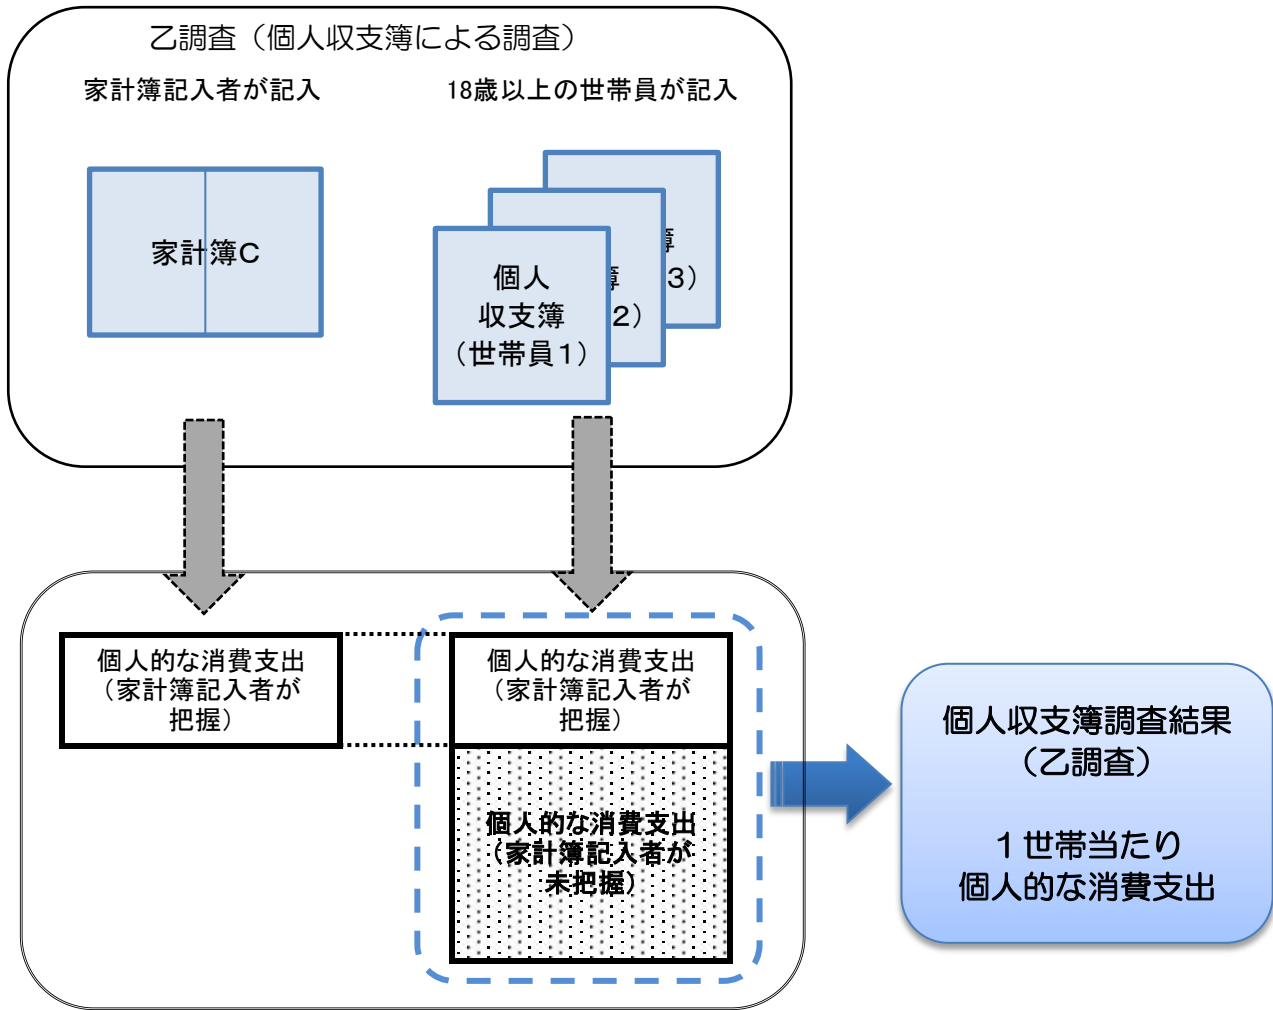 乙調査（個人収支簿による調査）
家計簿記入者が記入
18歳以上の世帯員が記入
家計簿C
個人
収支簿
（世帯員1）
簿
2）
簿
3）
個人的な消費支出
（家計簿記入者が
把握）
個人的な消費支出
（家計簿記入者が
把握）
個人的な消費支出
（家計簿記入者が
未把握）
個人収支簿調査結果
（乙調査）
1世帯当たり
個人的な消費支出